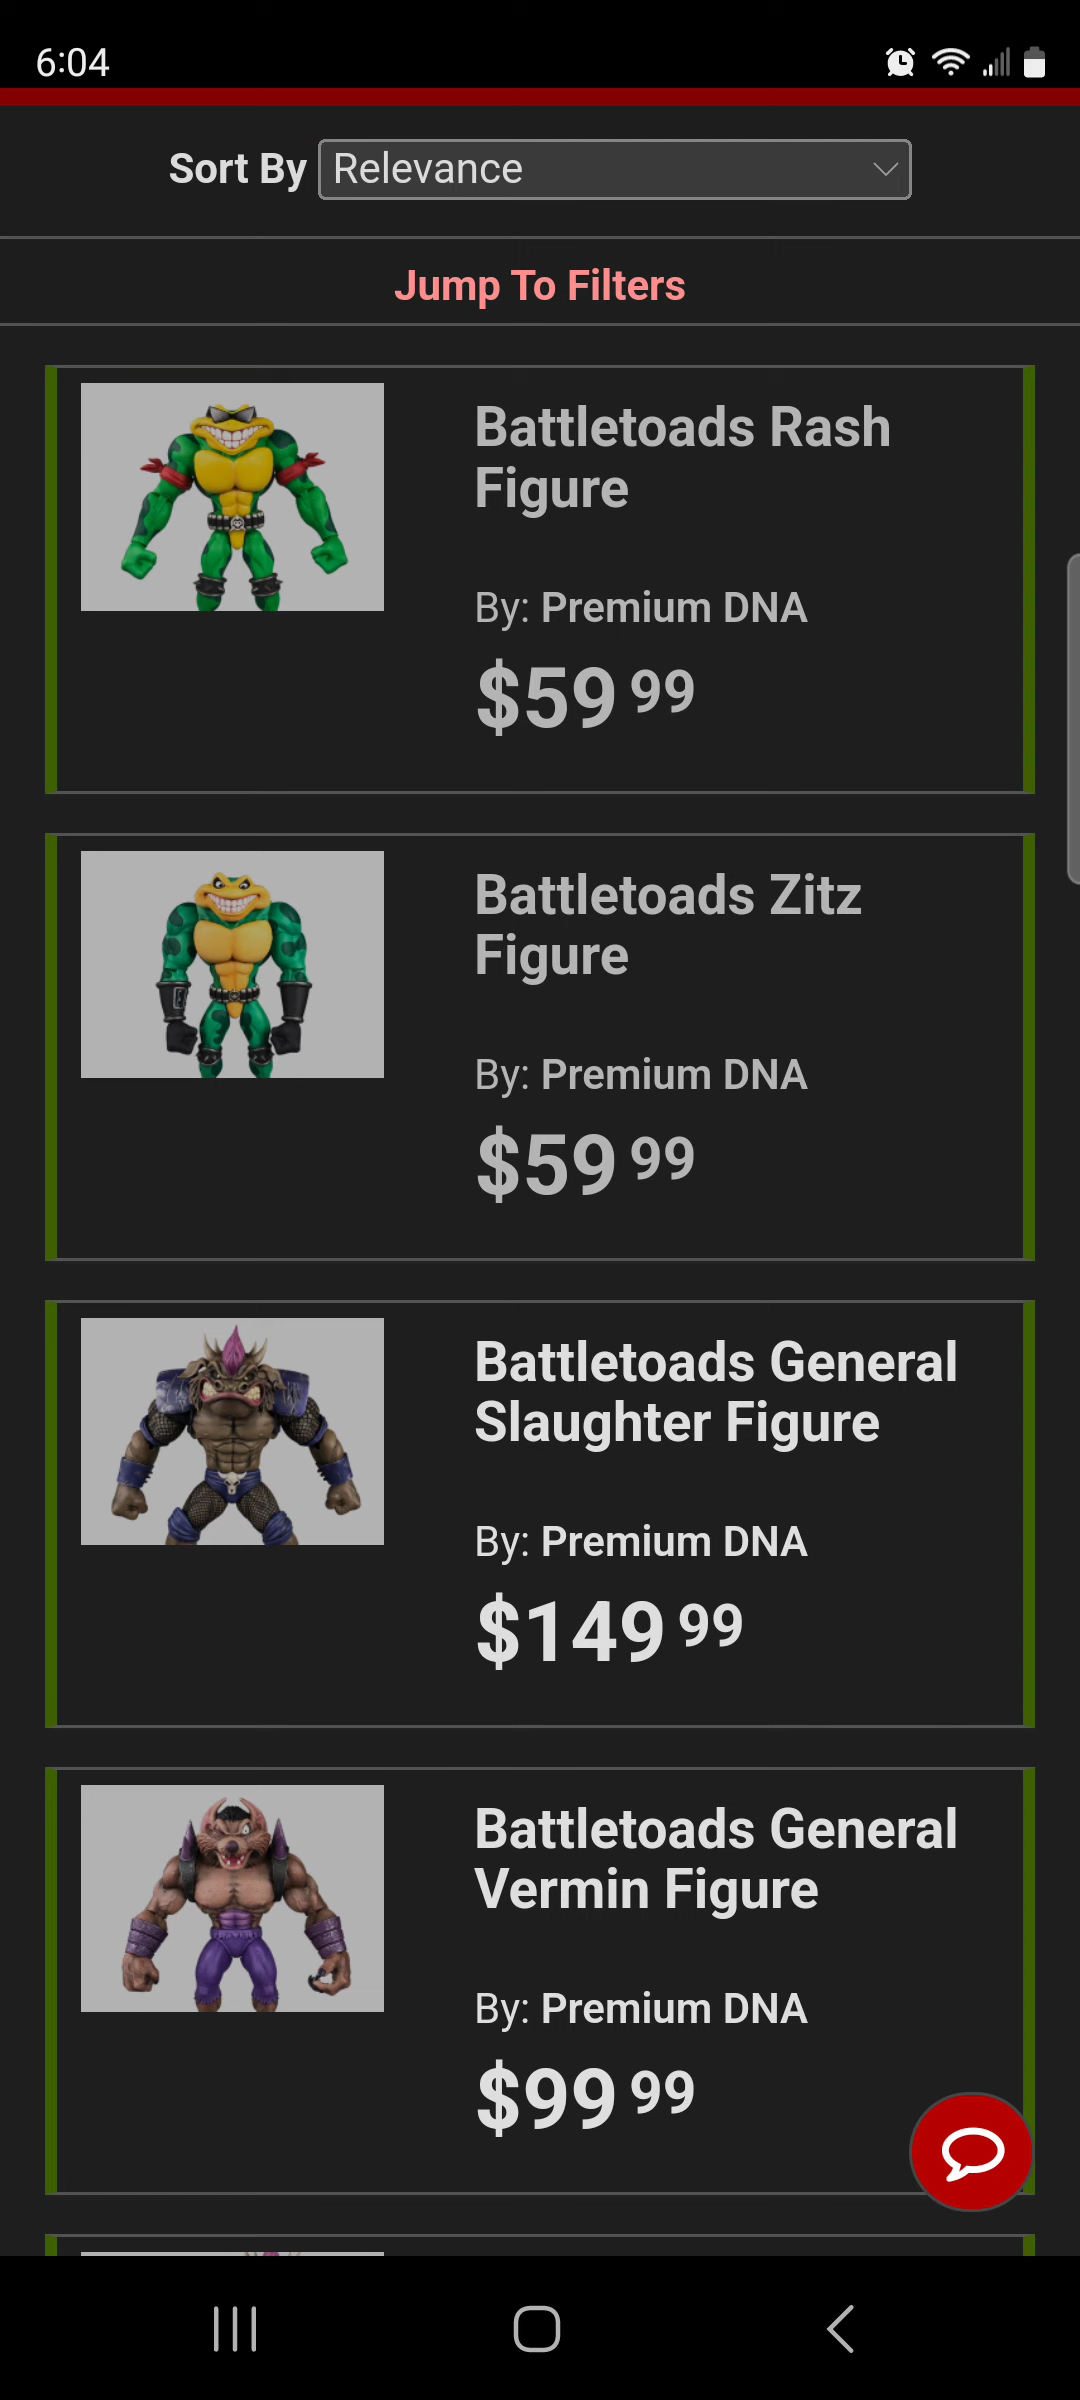 6:04
Sort By Relevance
Jump To Filters
Battletoads Rash
Figure
By: Premium DNA
$59 99
Battletoads Zitz
Figure
By: Premium DNA
$59 99
Battletoads General
Slaughter Figure
By: Premium DNA
$149 99
Battletoads General
Vermin Figure
By: Premium DNA
$99 99